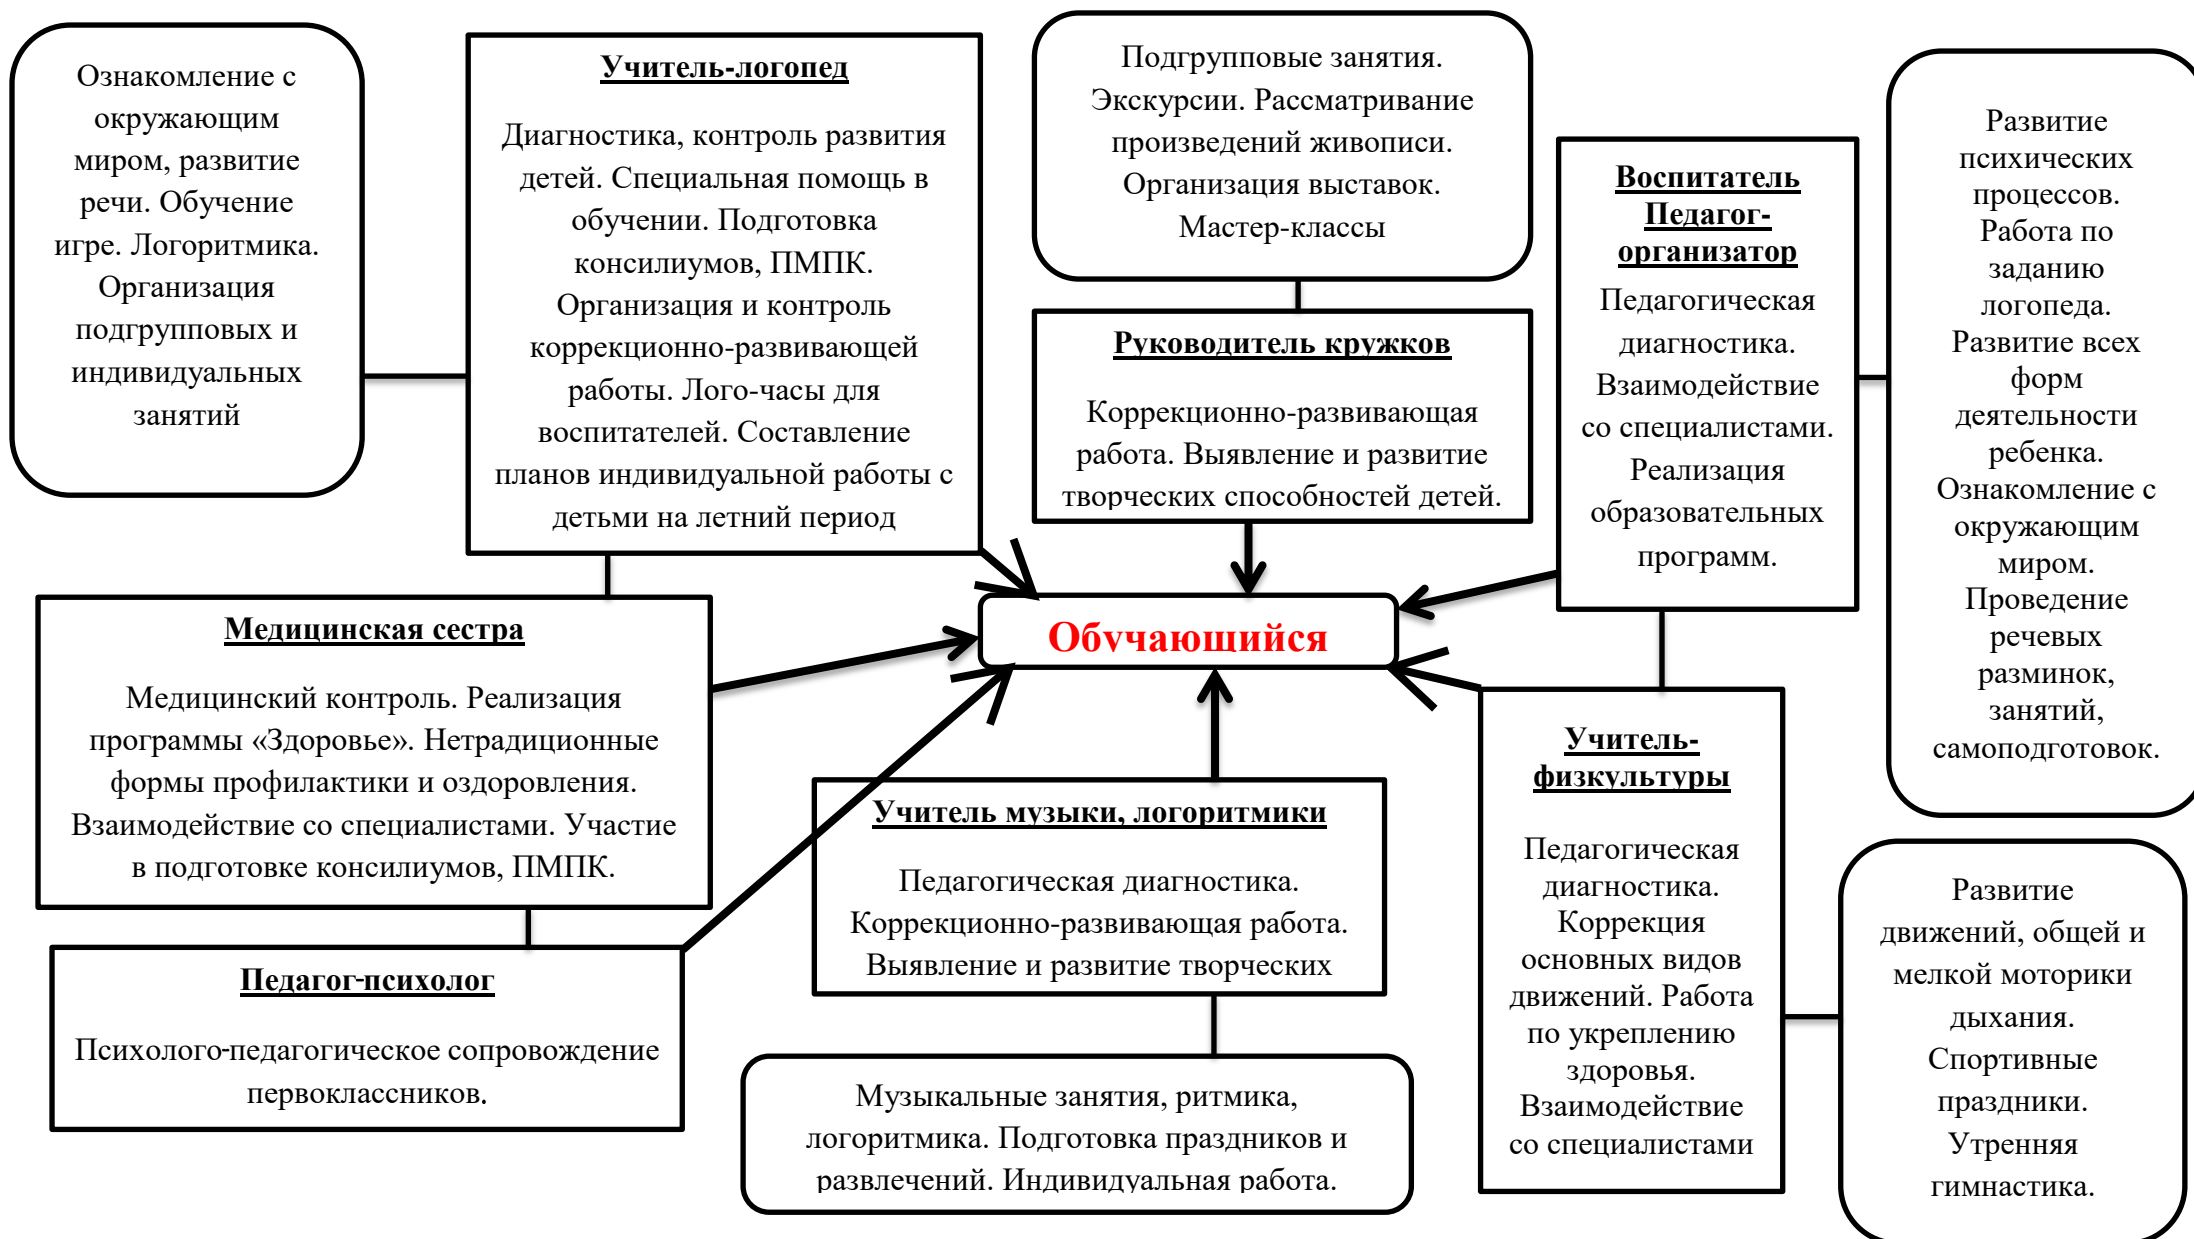 Ознакомление с
окружающим
миром, развитие
речи. Обучение
игре. Логоритмика.
Организация
подгрупповых и
индивидуальных
занятий
Учитель-логопед
Диагностика, контроль развития
детей. Специальная помощь в
обучении. Подготовка
консилиумов, ПМПК.
Организация и контроль
коррекционно-развивающей
работы. Лого-часы для
воспитателей. Составление
планов индивидуальной работы с
детьми на летний период
Подгрупповые занятия.
Экскурсии. Рассматривание
произведений живописи.
Организация выставок.
Мастер-классы
Руководитель кружков
Коррекционно-развивающая
работа. Выявление и развитие
творческих способностей детей.
Воспитатель
Педагог-
организатор
Педагогическая
диагностика.
Взаимодействие
со специалистами.
Реализация
образовательных
программ.
Развитие
психических
процессов.
Работа по
заданию
логопеда.
Развитие всех
форм
деятельности
ребенка.
Ознакомление с
окружающим
миром.
Проведение
речевых
разминок,
занятий,
самоподготовок.
Обучающийся
Медицинская сестра
Медицинский контроль. Реализация
программы «Здоровье». Нетрадиционные
формы профилактики и оздоровления.
Взаимодействие со специалистами. Участие
в подготовке консилиумов, ПМПК.
Педагог-психолог
Психолого-педагогическое сопровождение
первоклассников.
Учитель музыки, логоритмики
Педагогическая диагностика.
Коррекционно-развивающая работа.
Выявление и развитие творческих
Музыкальные занятия, ритмика,
логоритмика. Подготовка праздников и
развлечений. Индивидуальная работа.
Учитель-
физкультуры
Педагогическая
диагностика.
Коррекция
основных видов
движений. Работа
по укреплению
здоровья.
Взаимодействие
со специалистами
Развитие
движений, общей и
мелкой моторики
дыхания.
Спортивные
праздники.
Утренняя
гимнастика.